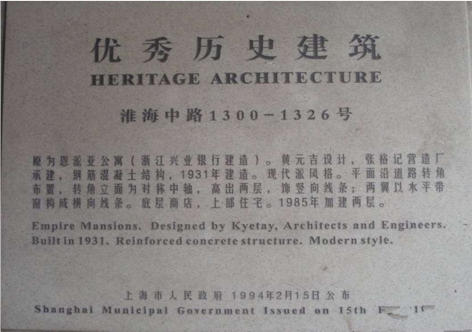 优秀历史建筑
HERITAGE ARCHITECTURE
淮海中路1300-1326号
原为恩派亚公寓(浙江兴业银行建造)。黄元吉设计,张裕记营造厂
承建,钢筋混凝土结构,1931年建造。现代派风格。平面沿道路转角
布置,转角立面为对称中轴,高出两层,饰竖向线条;两翼以水平带
窗构成横向线条。底层商店,上部住宅。1985年加建两层。
Empire Mansions. Designed by Kyetay, Architects and Engineers.
Built in 1931. Reinforced concrete structure. Modern style.
上海市人民政府 1994年2月15日公布
Shanghai Municipal Government Issued on 15th